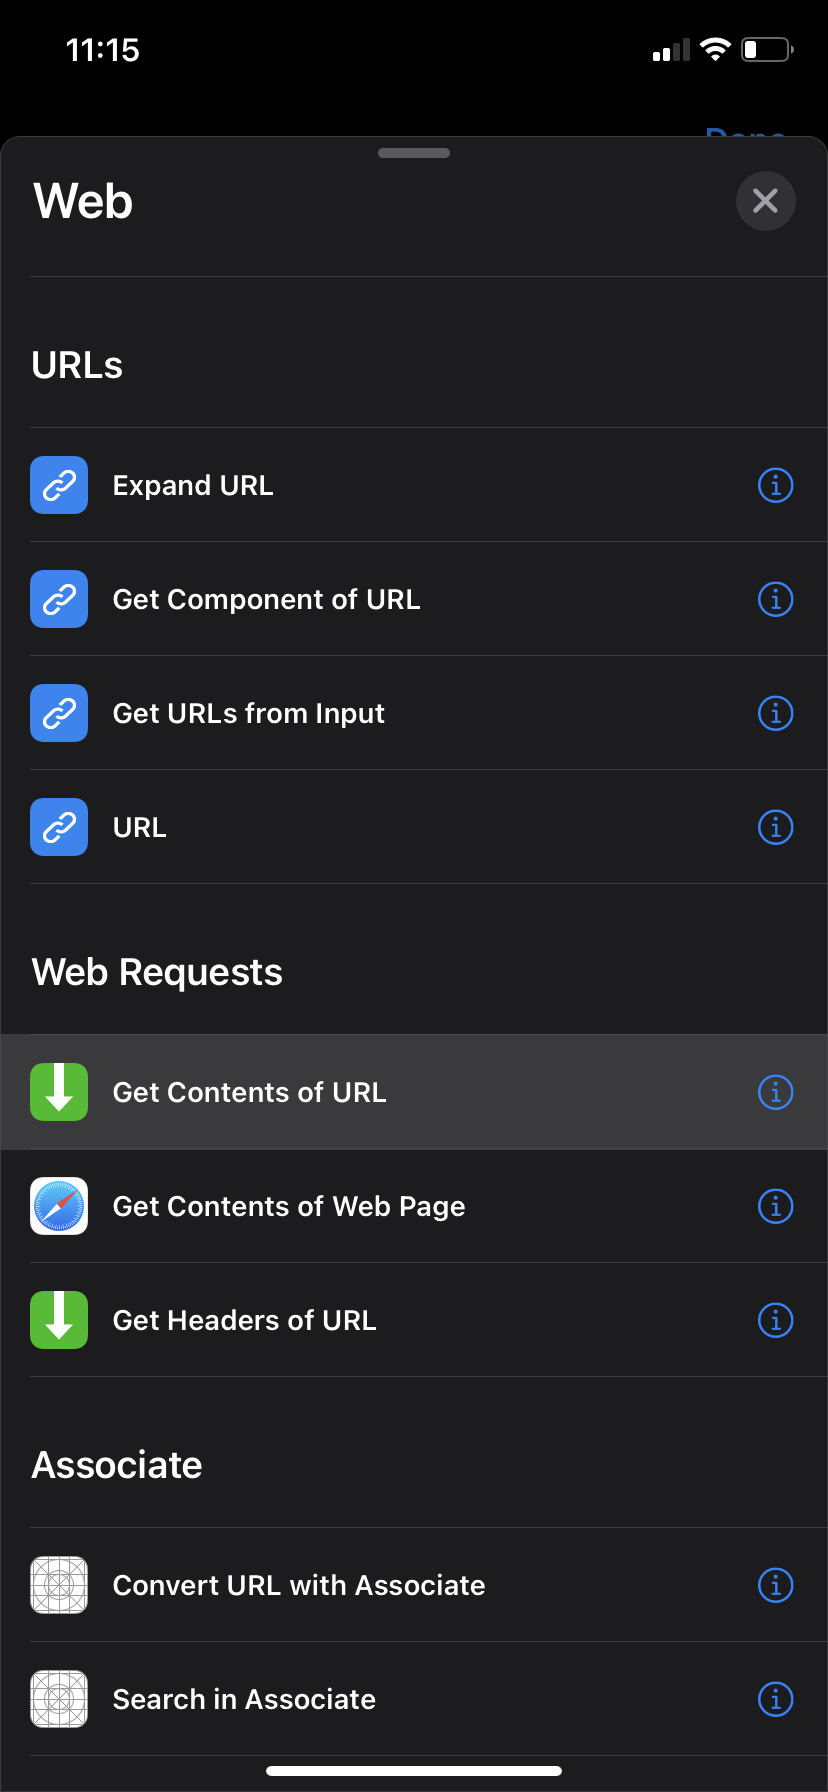 11:15
Done
Web
URLs
Expand URL
Get Component of URL
Get URLs from Input
URL
Web Requests
Get Contents of URL
Get Contents of Web Page
Get Headers of URL
Associate
Convert URL with Associate
Search in Associate